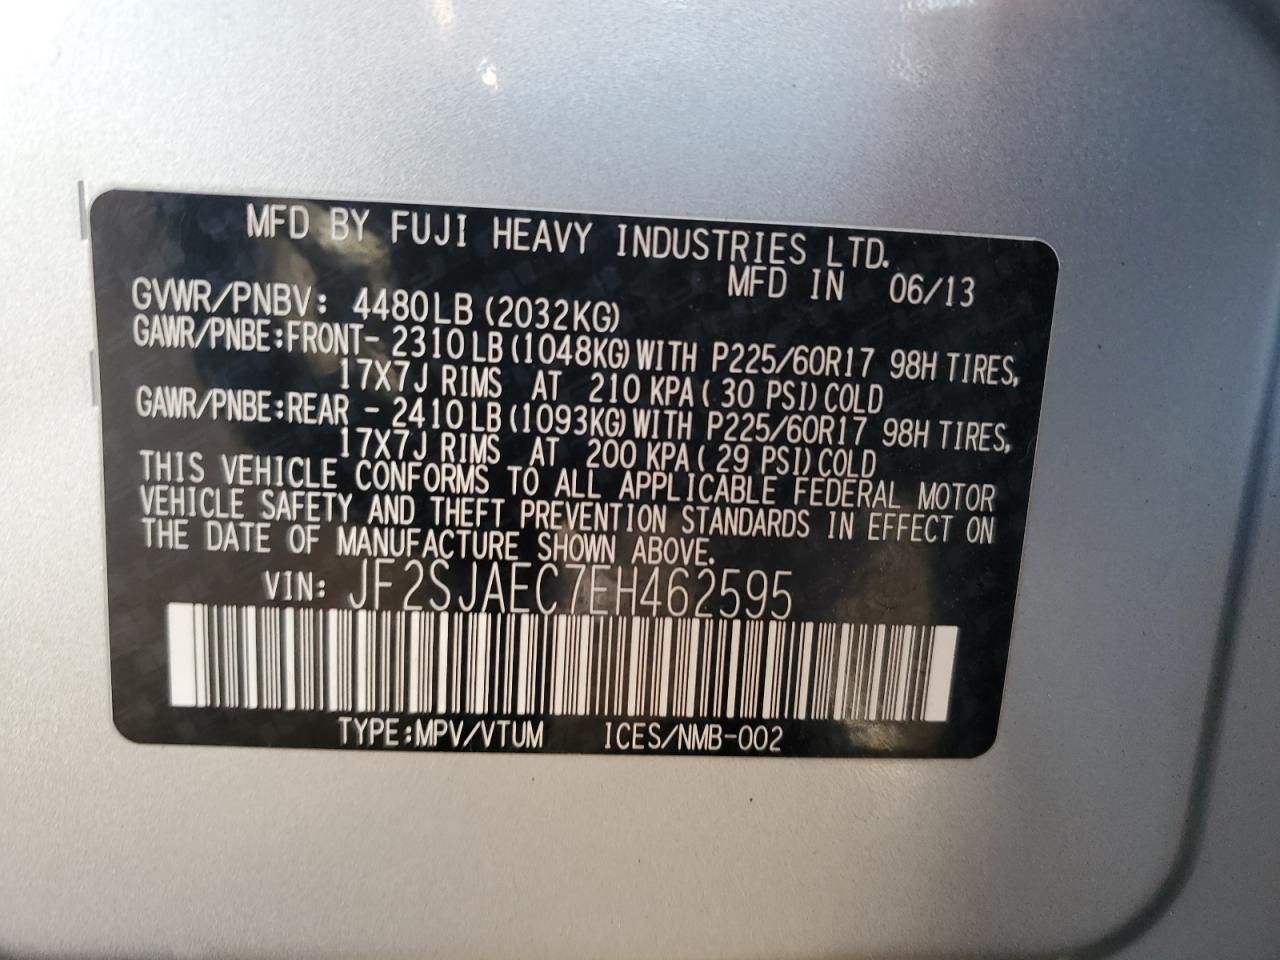 MFD BY FUJI HEAVY INDUSTRIES LTD.
MFD IN 06/13
GVWR/PNBV: 4480LB (2032KG)
GAWR/PNBE:FRONT- 2310LB(1048KG)WITH P225/60R17 98H TIRES,
17X7J RIMS AT 210 KPA( 30 PSI)COLD
GAWR/PNBE:REAR - 2410LB(1093KG)WITH P225/60R17 98H TIRES,
17X7J RIMS AT 200 KPA( 29 PSI)COLD
THIS VEHICLE CONFORMS TO ALL APPLICABLE FEDERAL MOTOR
VEHICLE SAFETY AND THEFT PREVENTION STANDARDS IN EFFECT ON
THE DATE OF MANUFACTURE SHOWN ABOVE.
VIN: JF2SJAEC7EH462595
TYPE:MPV/VTUM ICES/NMB-002